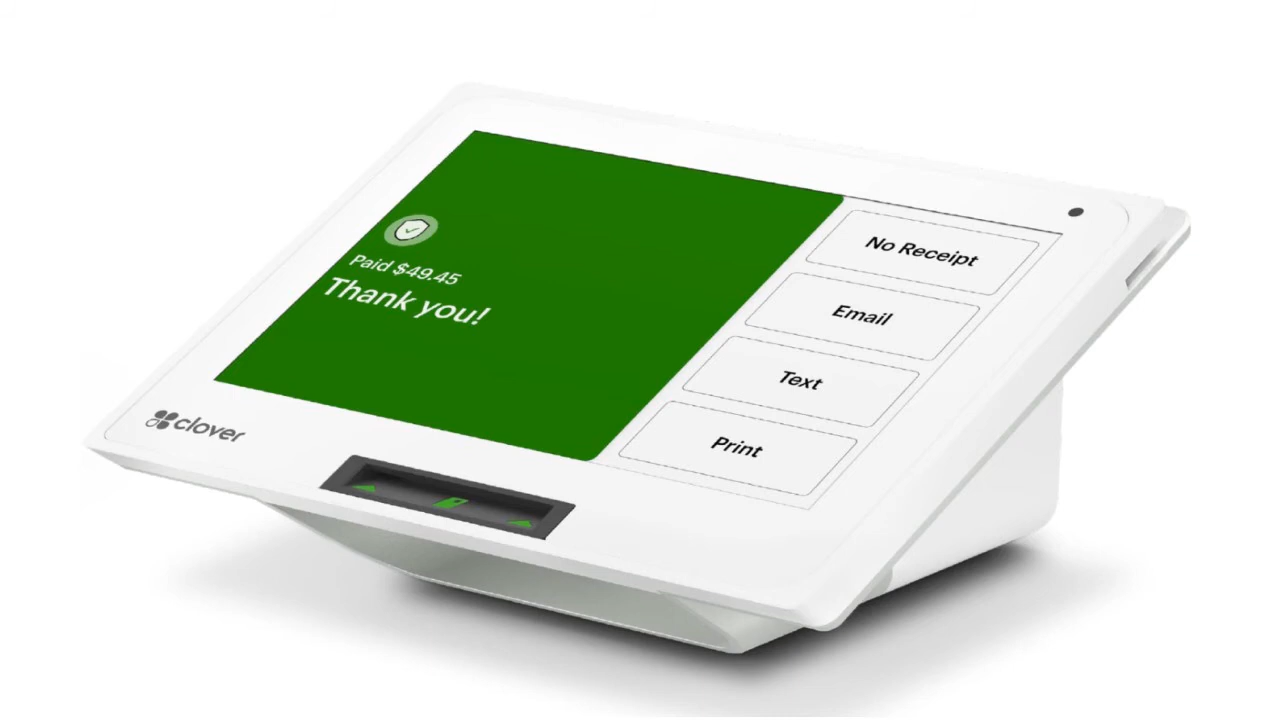 Paid $49.45
Thank you!
No Receipt
Email
Text
Print
clover